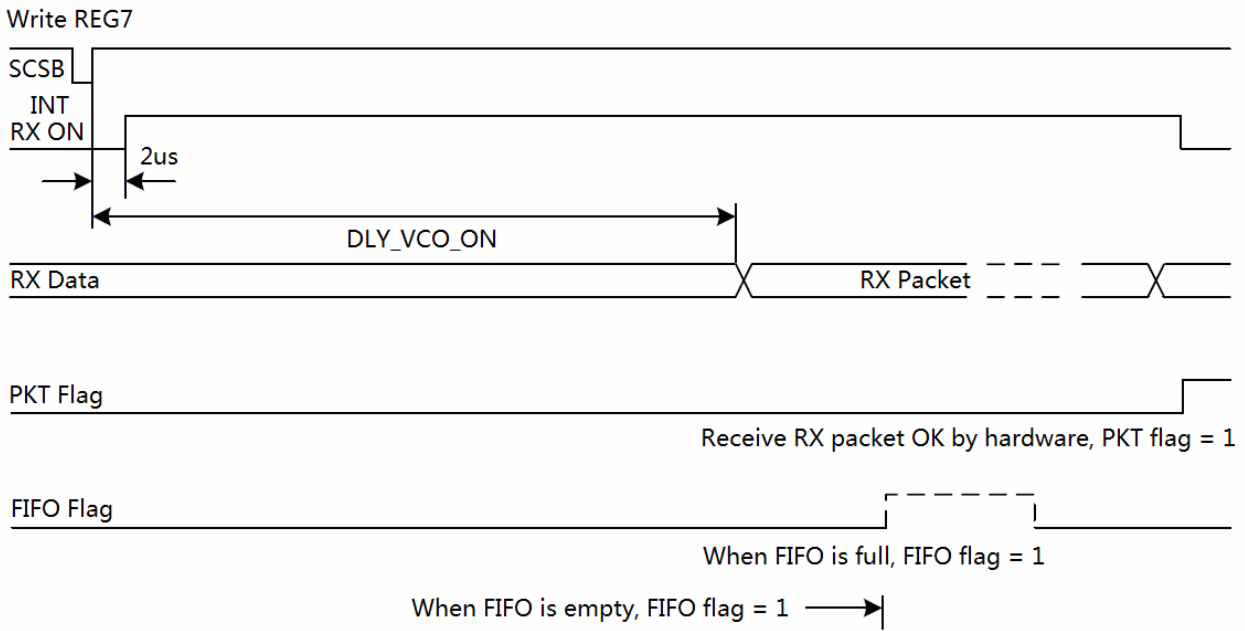 Write REG7
SCSB
INT
RX ON
2us
DLY_VCO_ON
RX Data
RX Packet
PKT Flag
Receive RX packet OK by hardware, PKT flag = 1
FIFO Flag
When FIFO is full, FIFO flag = 1
When FIFO is empty, FIFO flag = 1